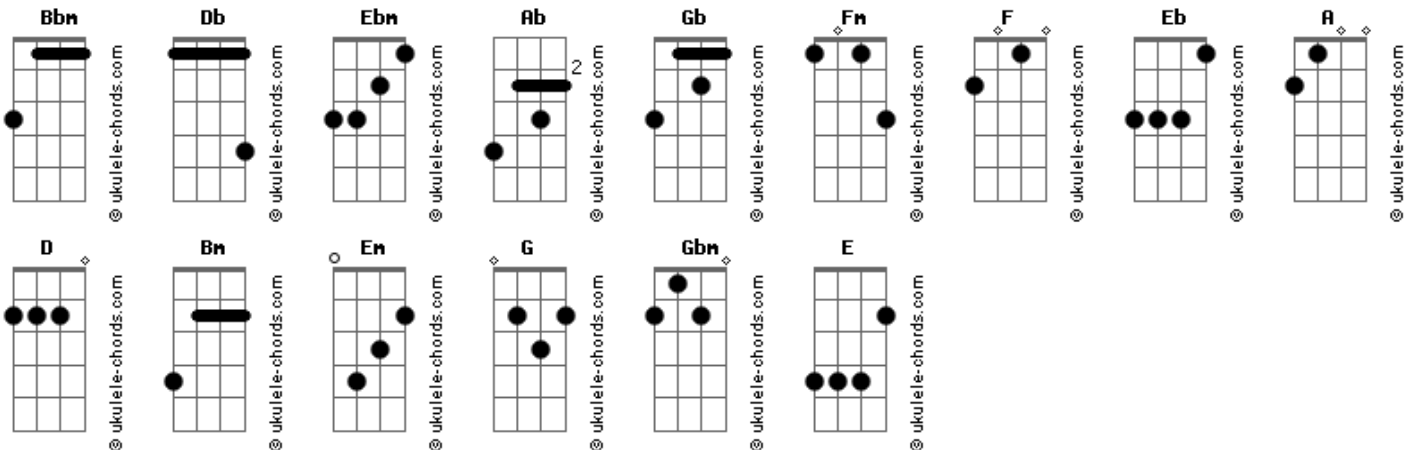 Bbm Db Ebm Ab Gb Fm F Eb A
2
© ukulele-chords.com © ukulele-chords.com © ukulele-chords.com © ukulele-chords.com © ukulele-chords.com © ukulele-chords.com © ukulele-chords.com © ukulele-chords.com © ukulele-chords.com
D Bm Em G Gbm E
© ukulele-chords.com © ukulele-chords.com © ukulele-chords.com © ukulele-chords.com © ukulele-chords.com © ukulele-chords.com